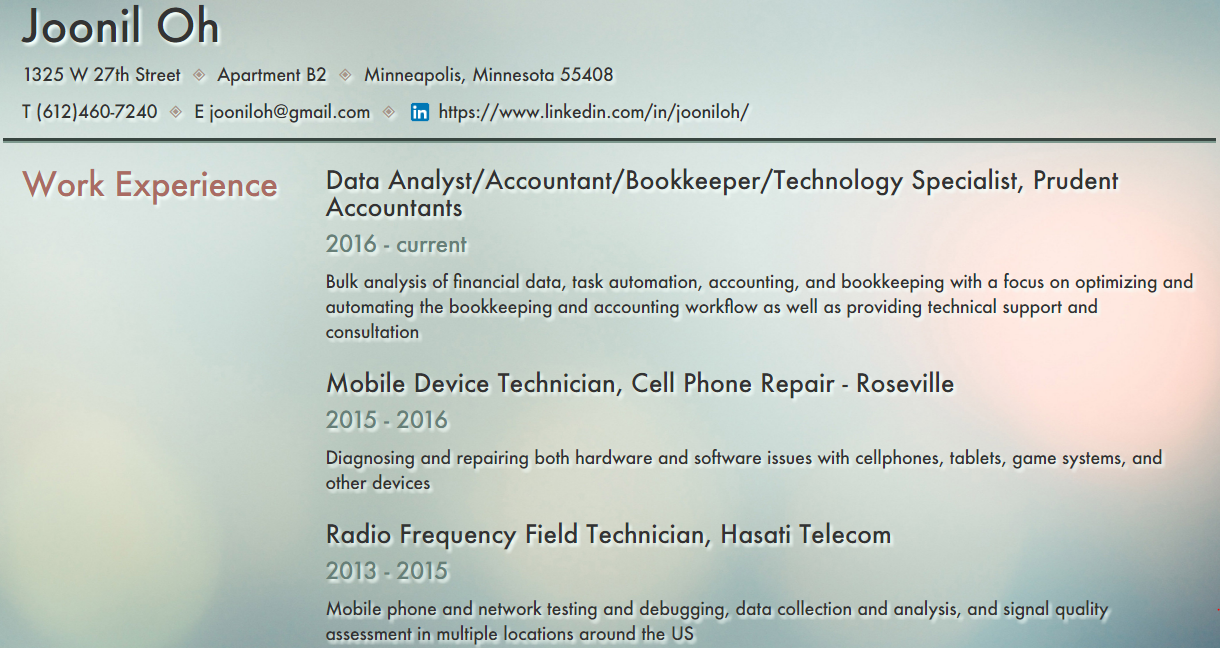 Joonil Oh
1325 W 27th Street ◈ Apartment B2 ◈ Minneapolis, Minnesota 55408
T (612)460-7240 ◈ E jooniloh@gmail.com ◈ in https://www.linkedin.com/in/jooniloh/
Work Experience
Data Analyst/Accountant/Bookkeeper/Technology Specialist, Prudent
Accountants
2016 - current
Bulk analysis of financial data, task automation, accounting, and bookkeeping with a focus on optimizing and
automating the bookkeeping and accounting workflow as well as providing technical support and
consultation
Mobile Device Technician, Cell Phone Repair - Roseville
2015 - 2016
Diagnosing and repairing both hardware and software issues with cellphones, tablets, game systems, and
other devices
Radio Frequency Field Technician, Hasati Telecom
2013 - 2015
Mobile phone and network testing and debugging, data collection and analysis, and signal quality
assessment in multiple locations around the US